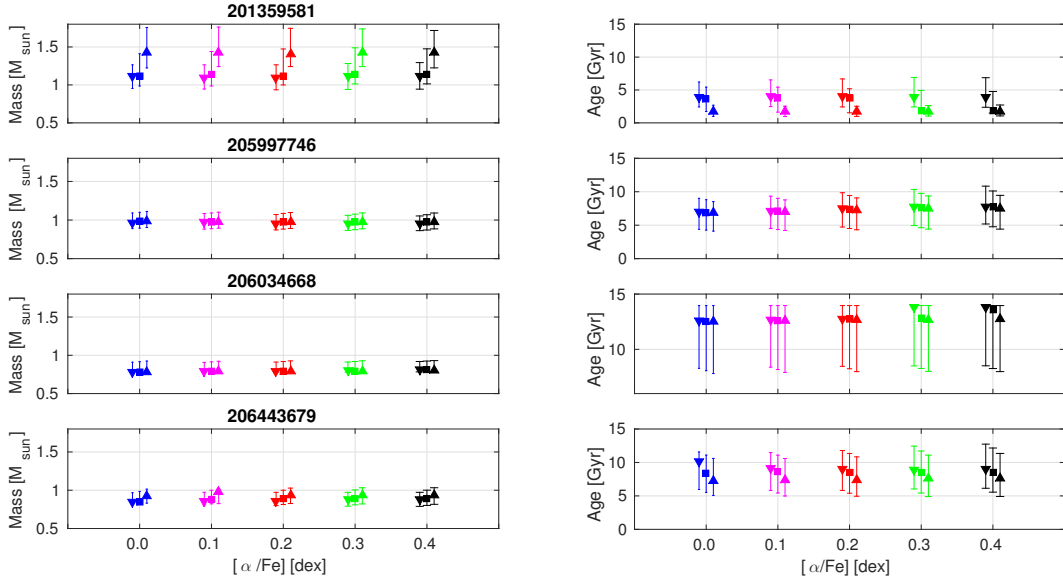 201359581
Mass [M sun]
1.5
1
0.5
Age [Gyr]
15
10
5
0
205997746
Mass [M sun]
1.5
1
0.5
Age [Gyr]
15
10
5
0
206034668
Mass [M sun]
1.5
1
0.5
Age [Gyr]
15
10
206443679
Mass [M sun]
1.5
1
0.5
0.0 0.1 0.2 0.3 0.4
[ α /Fe] [dex]
Age [Gyr]
15
10
5
0
0.0 0.1 0.2 0.3 0.4
[ α/Fe] [dex]